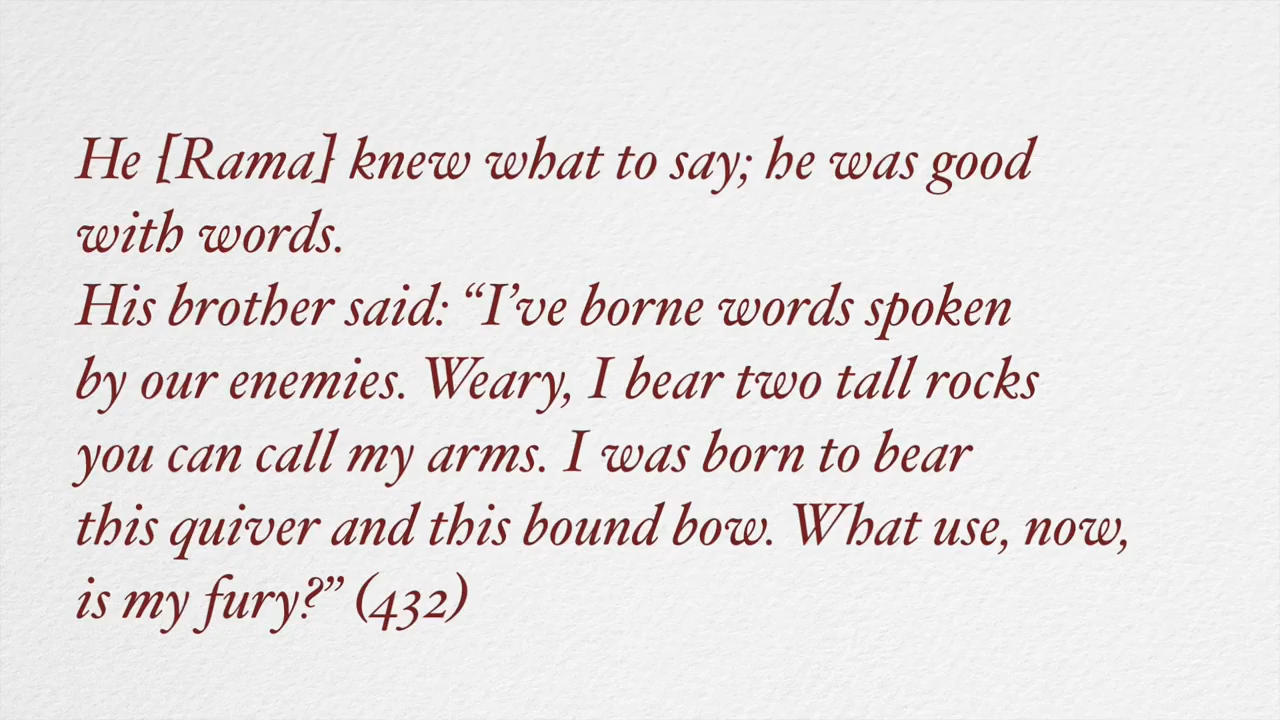 He [Rama] knew what to say; he was good
with words.
His brother said: “I’ve borne words spoken
by our enemies. Weary, I bear two tall rocks
you can call my arms. I was born to bear
this quiver and this bound bow. What use, now,
is my fury?” (432)